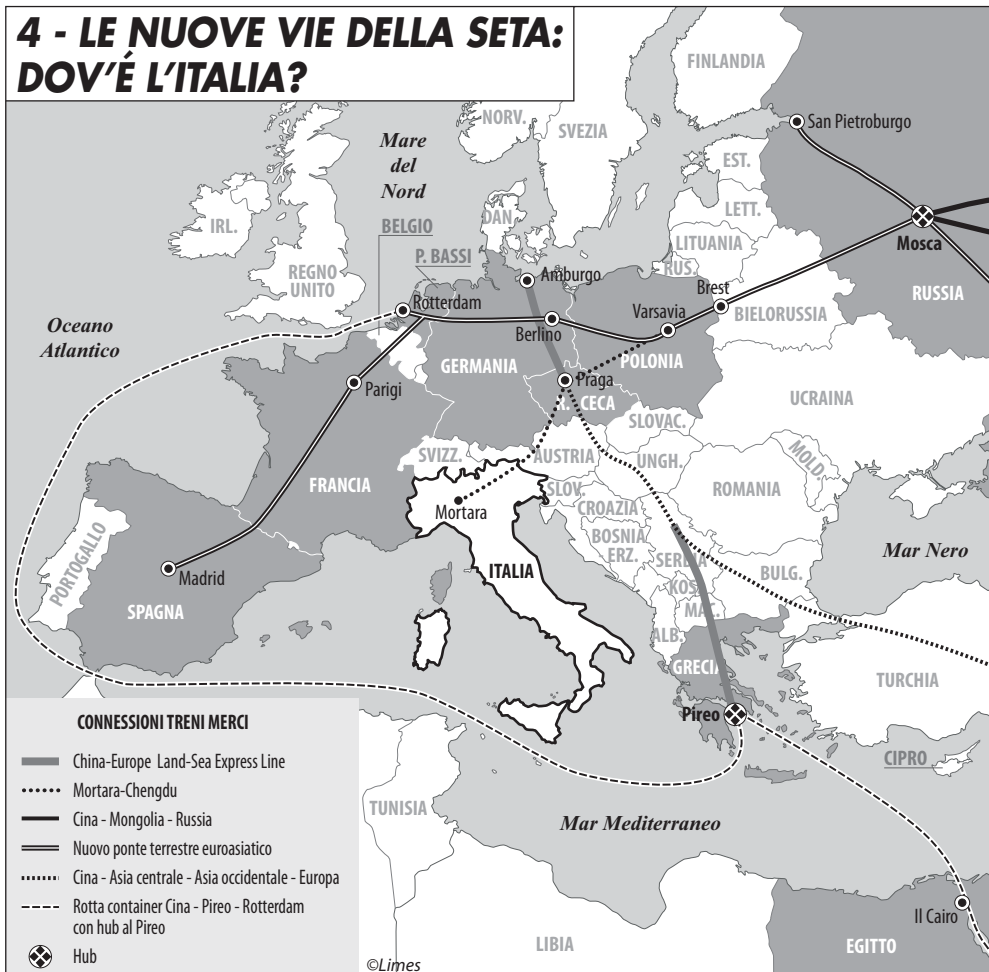 4 - LE NUOVE VIE DELLA SETA:
DOV'É L'ITALIA?
FINLANDIA
NORV.
SVEZIA
San Pietroburgo
Mare
del
Nord
EST.
IRL.
DAN.
LETT.
Mosca
BELGIO
LITUANIA
REGNO
UNITO
P. BASSI
RUS.
Amburgo
Brest
RUSSIA
Oceano
Atlantico
Rotterdam
Berlino
Varsavia
BIELORUSSIA
GERMANIA
POLONIA
Parigi
Praga
R. CECA
UCRAINA
SLOVAC.
SVIZZ.
AUSTRIA
UNGH.
MOLD.
FRANCIA
SLOV.
ROMANIA
Mortara
CROAZIA
BOSNIA
ERZ.
Mar Nero
PORTOGALLO
Madrid
ITALIA
SERBIA
BULG.
KOS.
SPAGNA
MAC.
ALB.
GRECIA
TURCHIA
Pireo
CIPRO
CONNESSIONI TRENI MERCI
China-Europe Land-Sea Express Line
Mortara-Chengdu
Cina - Mongolia - Russia
Nuovo ponte terrestre euroasiatico
Cina - Asia centrale - Asia occidentale - Europa
Rotta container Cina - Pireo - Rotterdam
con hub al Pireo
Hub
TUNISIA
Mar Mediterraneo
Il Cairo
LIBIA
EGITTO
©Limes